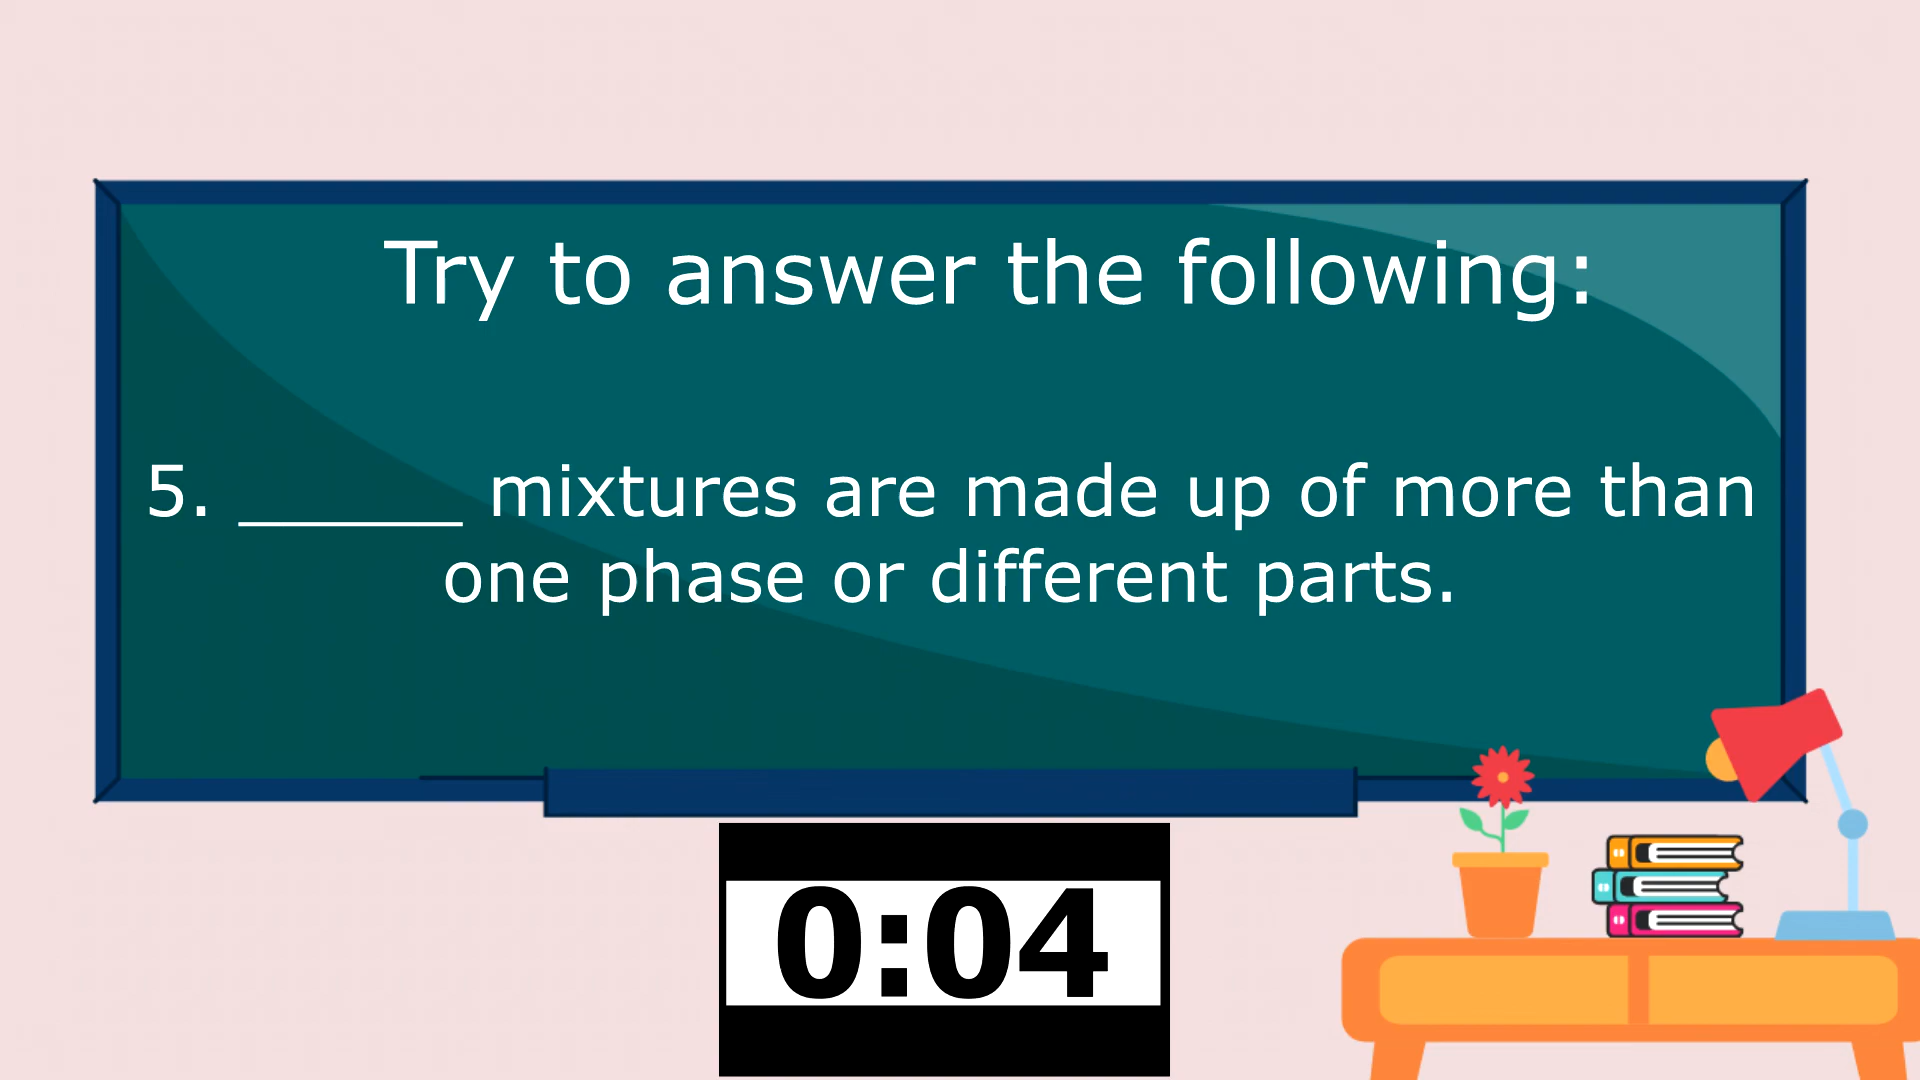 Try to answer the following:
5. ______ mixtures are made up of more than
one phase or different parts.
0:04